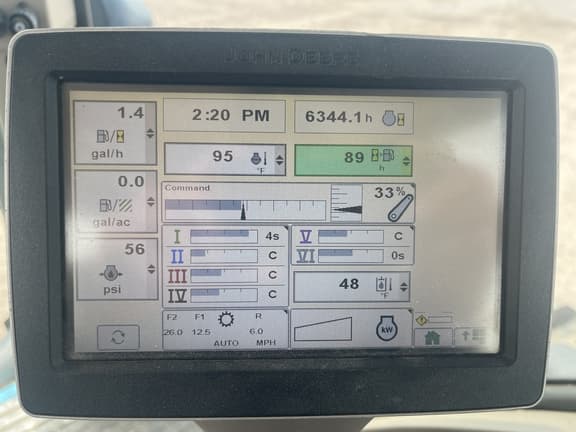 JOHN DEERE
1.4
gal/h
2:20 PM
6344.1 h
95
°F
89
h
0.0
gal/ac
Command
33%
56
psi
I 4s
II C
III C
IV C
V C
VI 0s
48
°F
F2 F1 R
26.0 12.5 6.0
AUTO MPH
kW